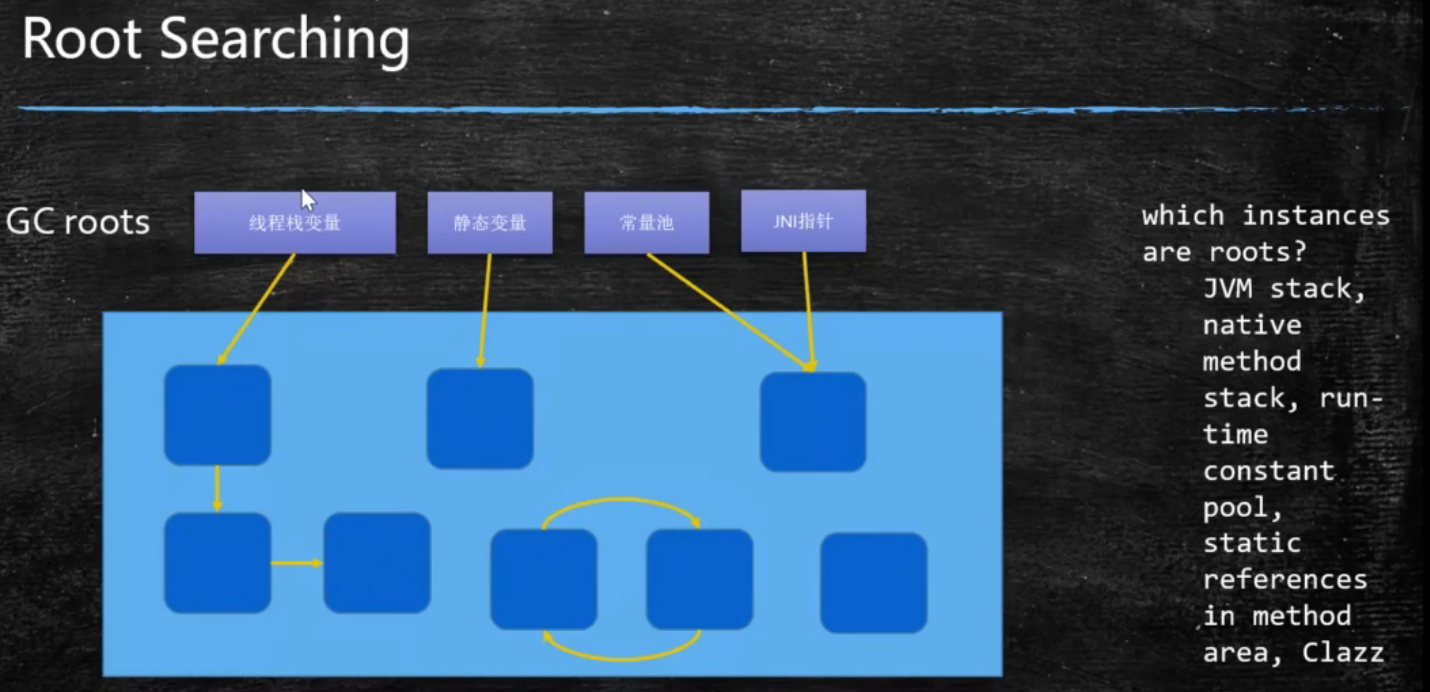 Root Searching
GC roots
线程栈变量
静态变量
常量池
JNI指针
which instances
are roots?
JVM stack,
native
method
stack, run-
time
constant
pool,
static
references
in method
area, Clazz